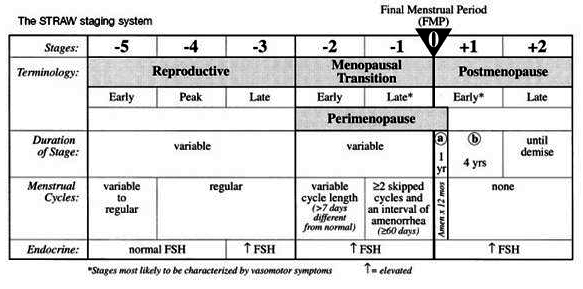 The STRAW staging system
Final Menstrual Period
(FMP)
Stages: -5 -4 -3 -2 -1 0 +1 +2
Terminology: Reproductive Menopausal Transition Postmenopause
Early Peak Late Early Late* Early* Late
Perimenopause
Duration of Stage: variable variable a 1 yr b 4 yrs until demise
Menstrual Cycles: variable to regular regular variable cycle length (>7 days different from normal) ≥2 skipped cycles and an interval of amenorrhea (≥60 days) Amen x 12 mos none
Endocrine: normal FSH ↑ FSH ↑ FSH ↑ FSH
*Stages most likely to be characterized by vasomotor symptoms ↑= elevated